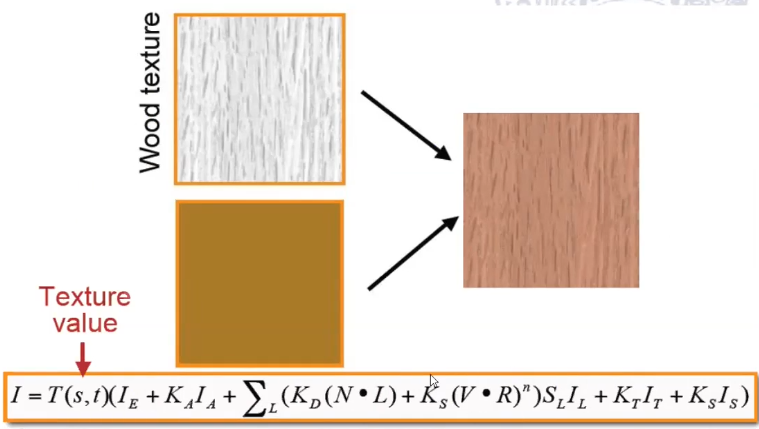 Wood texture
Texture
value
I = T(s,t)(I_E + K_A I_A + ∑_L (K_D(N • L) + K_S(V • R)^n)S_L I_L + K_T I_T + K_S I_S)